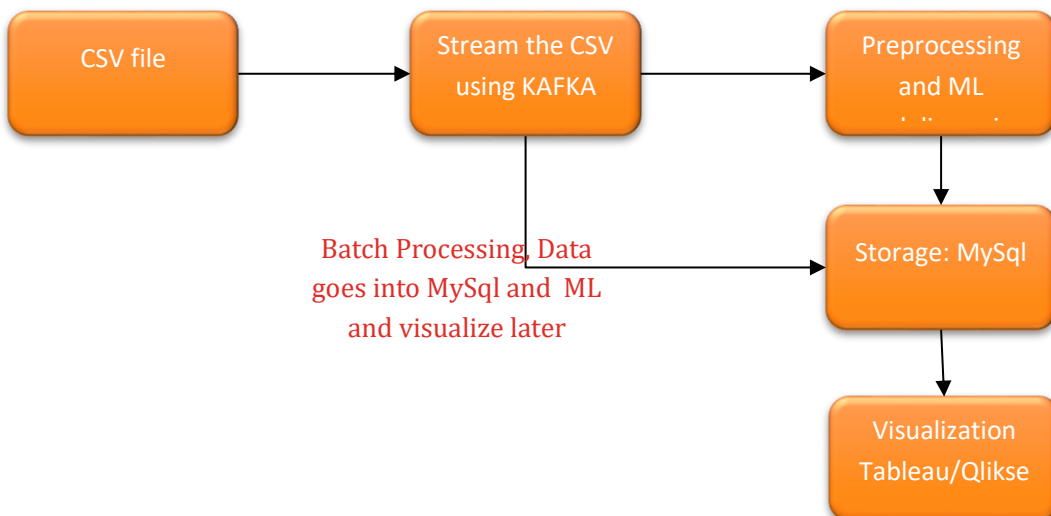 CSV file
Stream the CSV
using KAFKA
Preprocessing
and ML
Batch Processing, Data
goes into MySql and ML
and visualize later
Storage: MySql
Visualization
Tableau/Qlikse